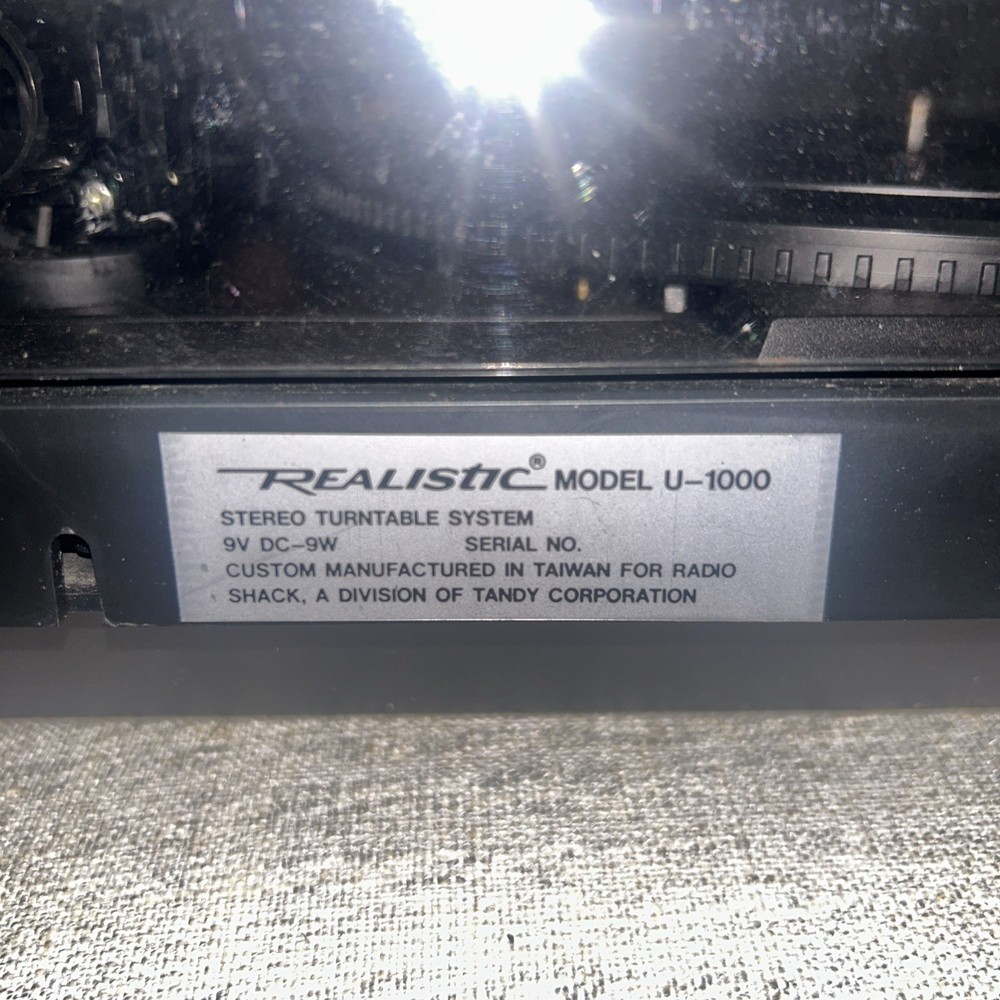 REALISTIC® MODEL U-1000
STEREO TURNTABLE SYSTEM
9V DC-9W SERIAL NO.
CUSTOM MANUFACTURED IN TAIWAN FOR RADIO
SHACK, A DIVISION OF TANDY CORPORATION